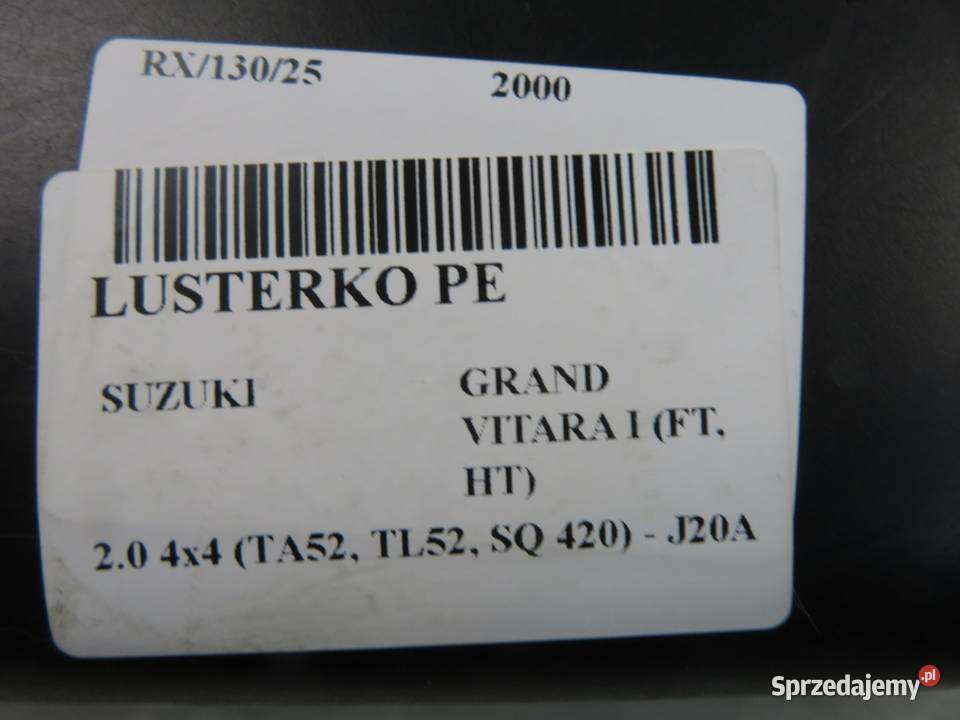 RX/130/25 2000
LUSTERKO PE
SUZUKI GRAND
VITARA I (FT,
HT)
2.0 4x4 (TA52, TL52, SQ 420) - J20A
Sprzedajemy.pl